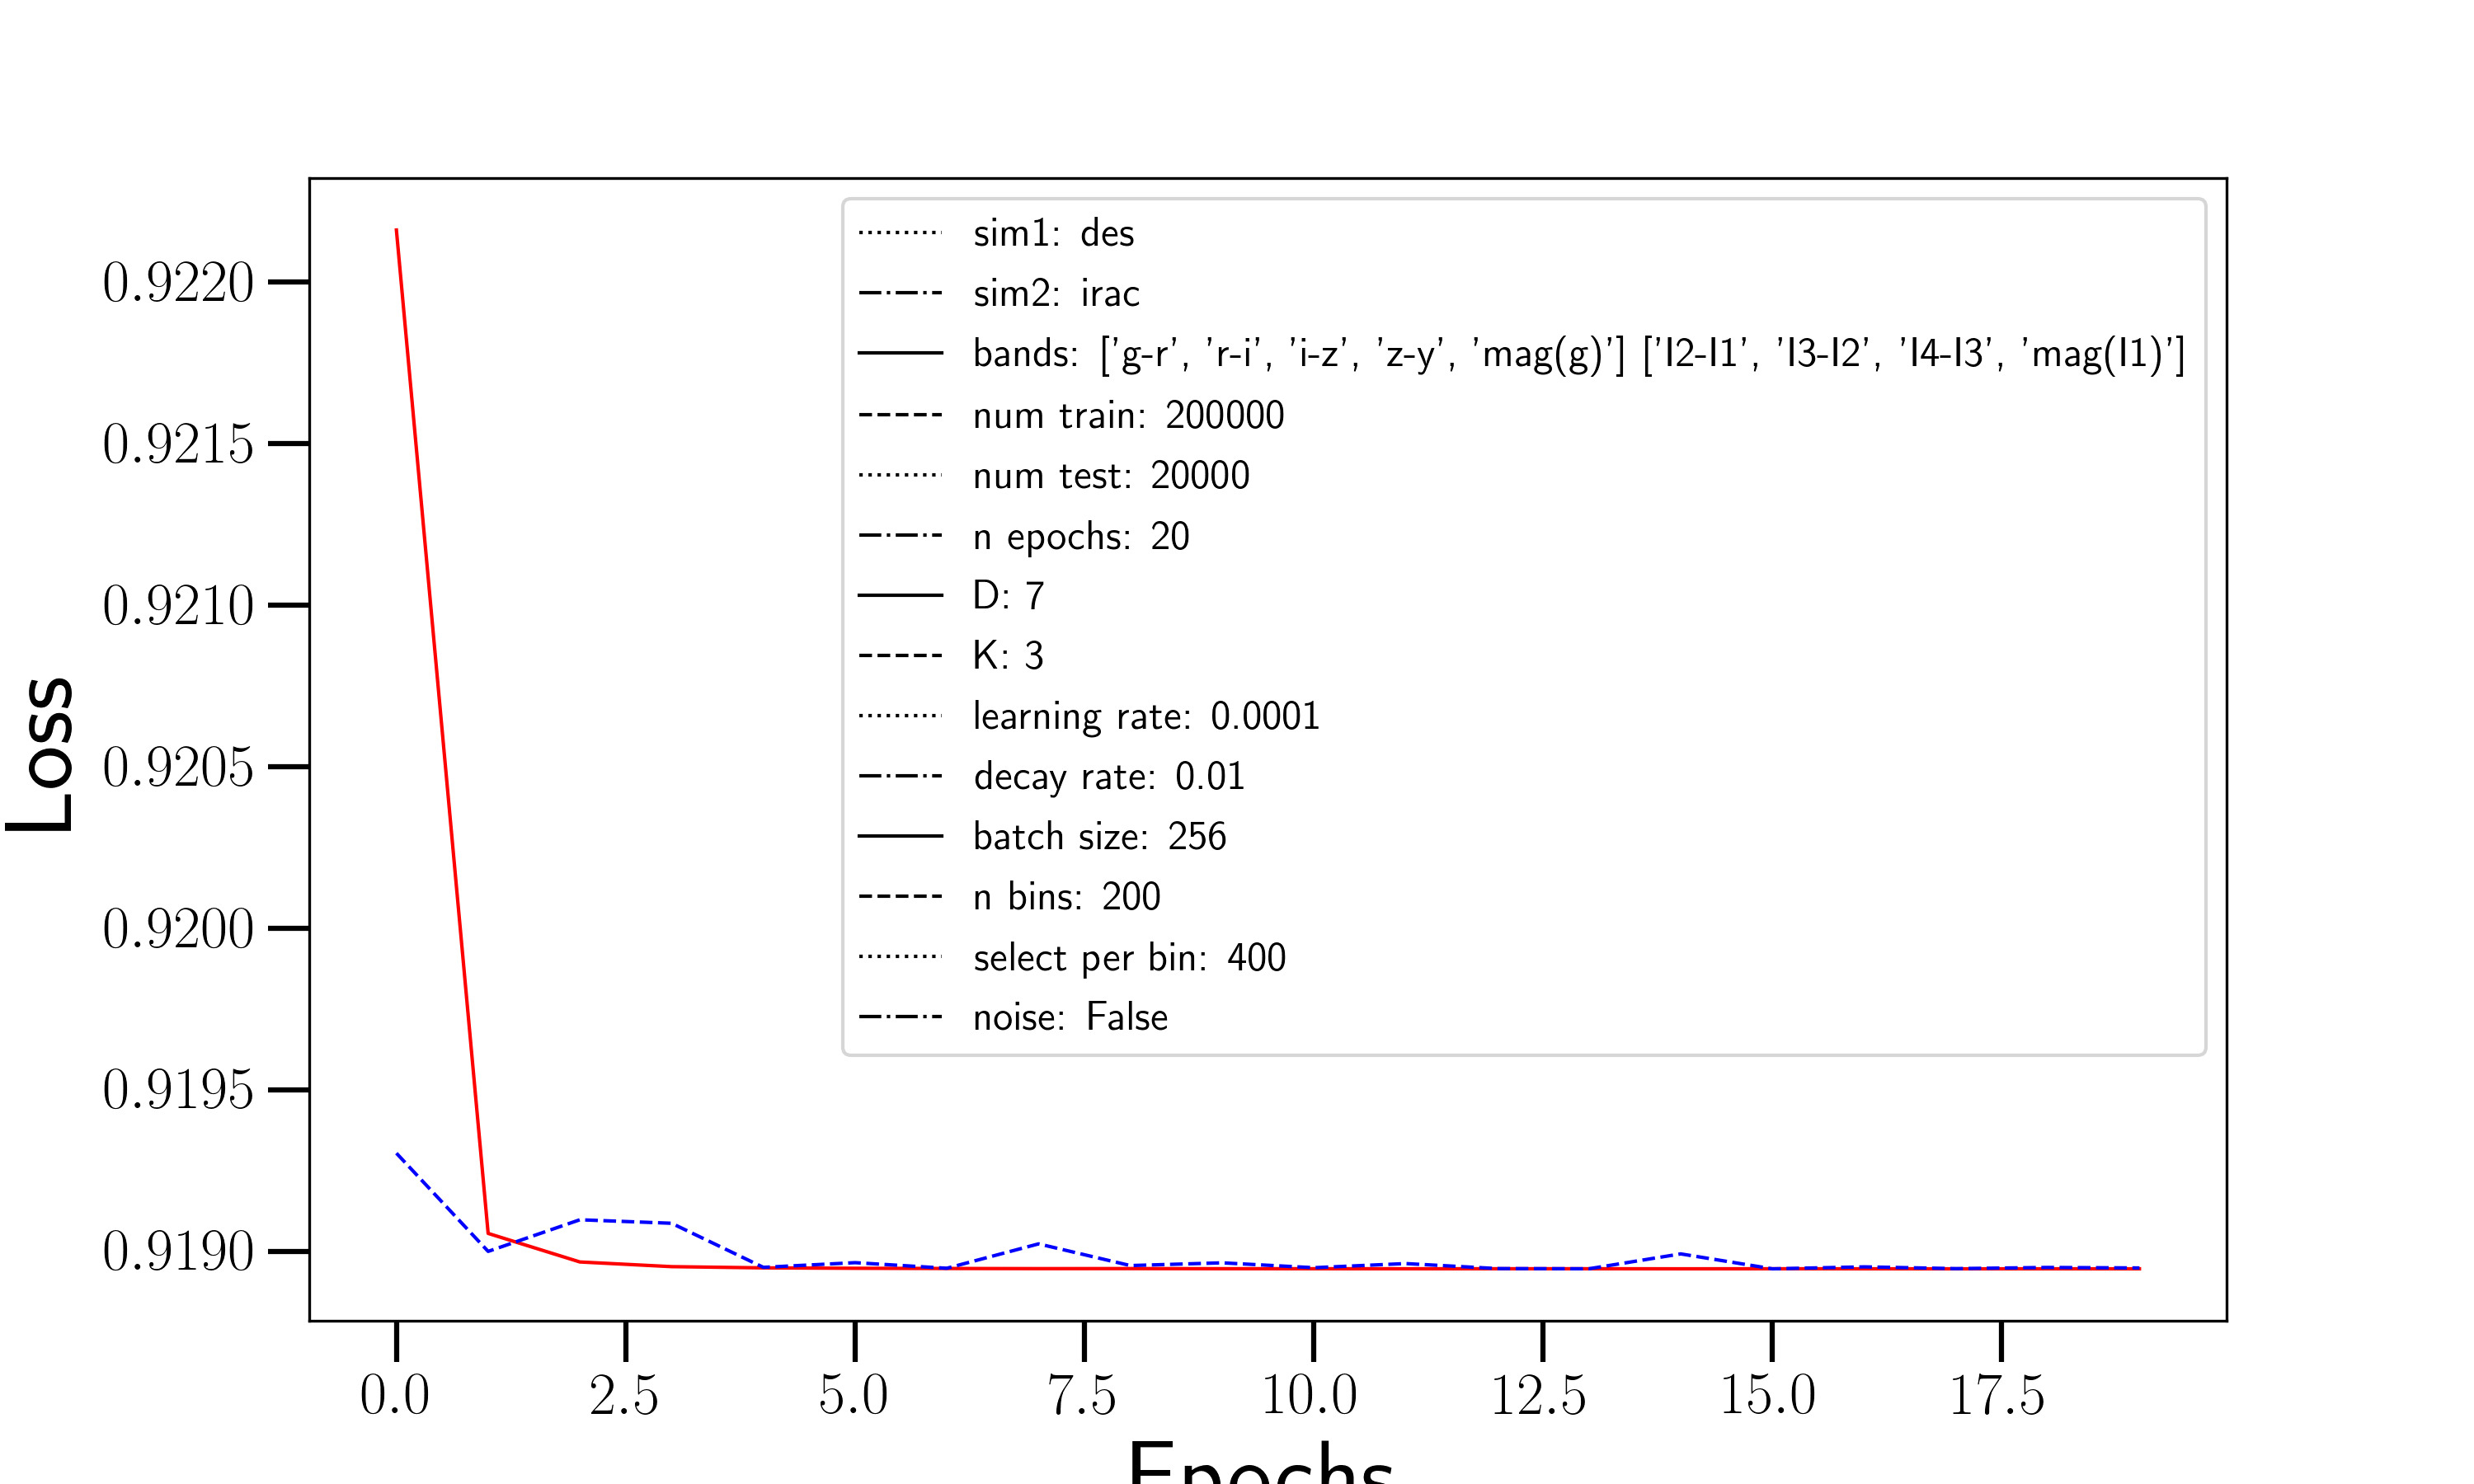 0.9220
0.9215
0.9210
0.9205
0.9200
0.9195
0.9190
Loss
sim1: des
sim2: irac
bands: ['g-r', 'r-i', 'i-z', 'z-y', 'mag(g)'] ['I2-I1', 'I3-I2', 'I4-I3', 'mag(I1)']
num train: 200000
num test: 20000
n epochs: 20
D: 7
K: 3
learning rate: 0.0001
decay rate: 0.01
batch size: 256
n bins: 200
select per bin: 400
noise: False
0.0 2.5 5.0 7.5 10.0 12.5 15.0 17.5
Epochs